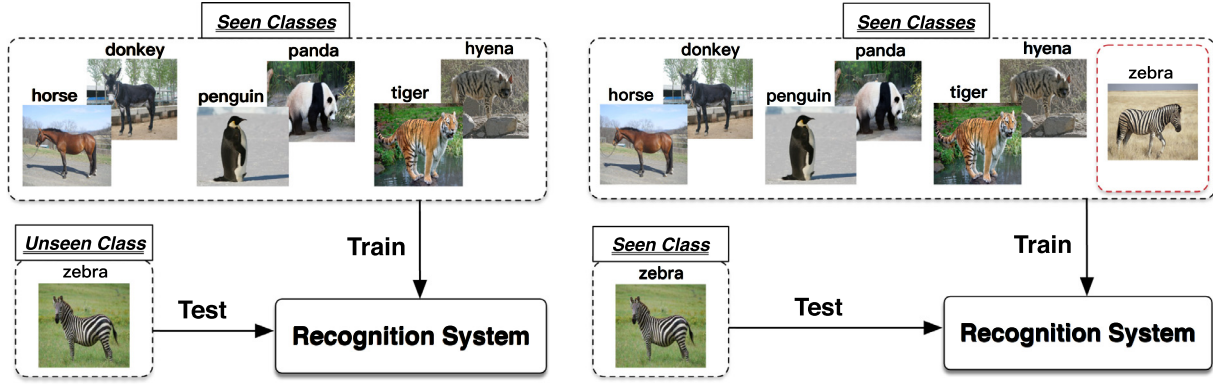 Seen Classes
donkey
panda
hyena
horse
penguin
tiger
Unseen Class
zebra
Train
Test
Recognition System
Seen Classes
donkey
panda
hyena
zebra
horse
penguin
tiger
Seen Class
zebra
Train
Test
Recognition System